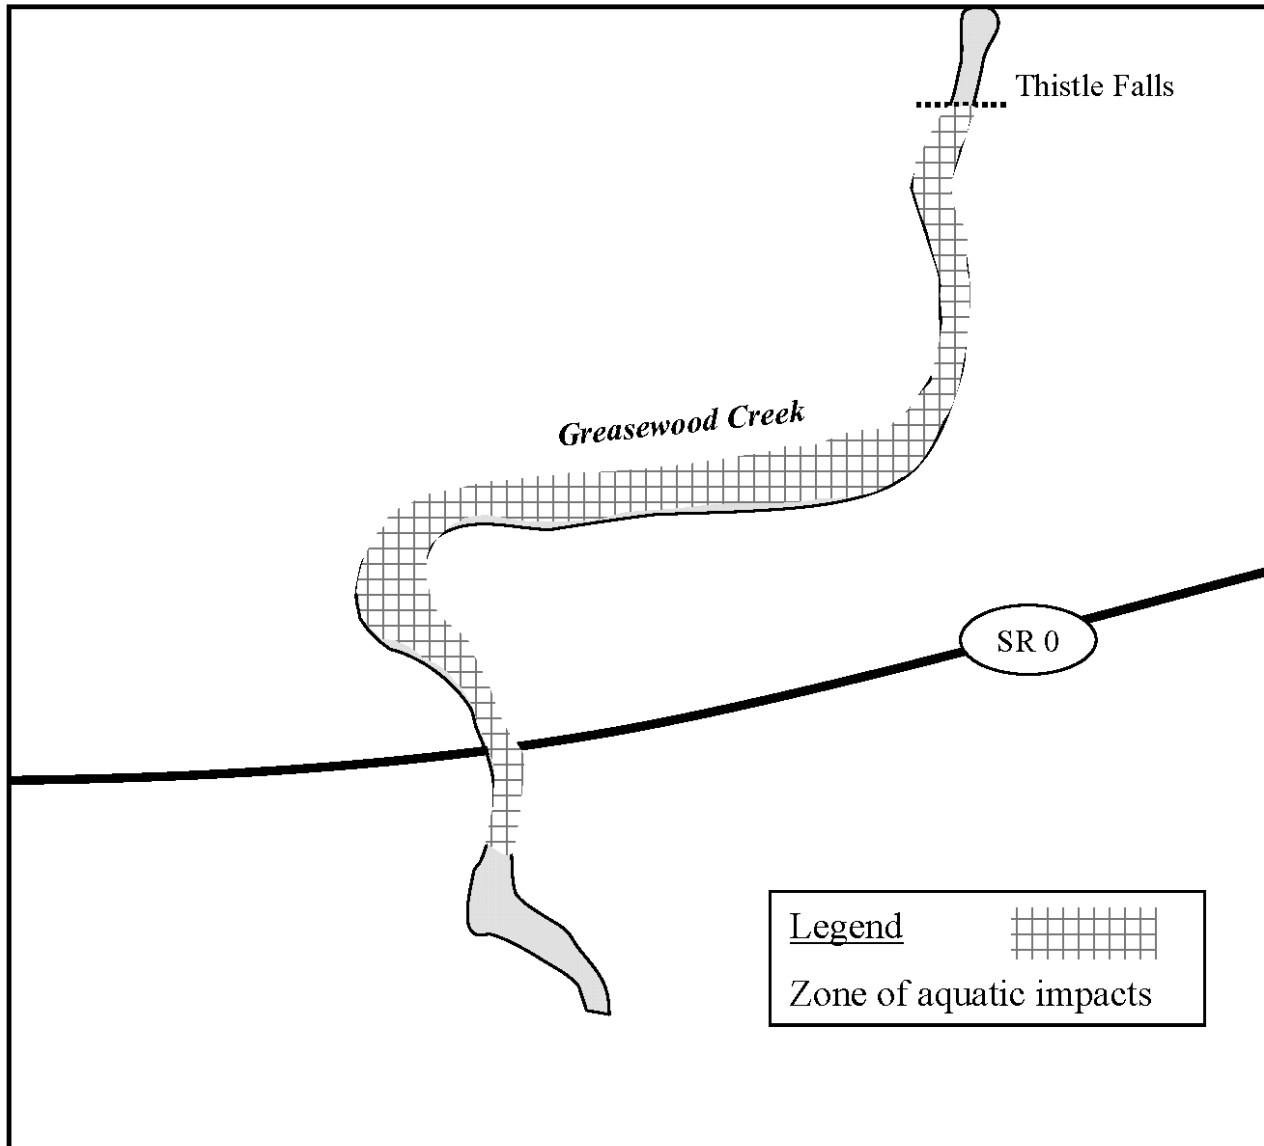 Thistle Falls
Greasewood Creek
SR 0
Legend
Zone of aquatic impacts